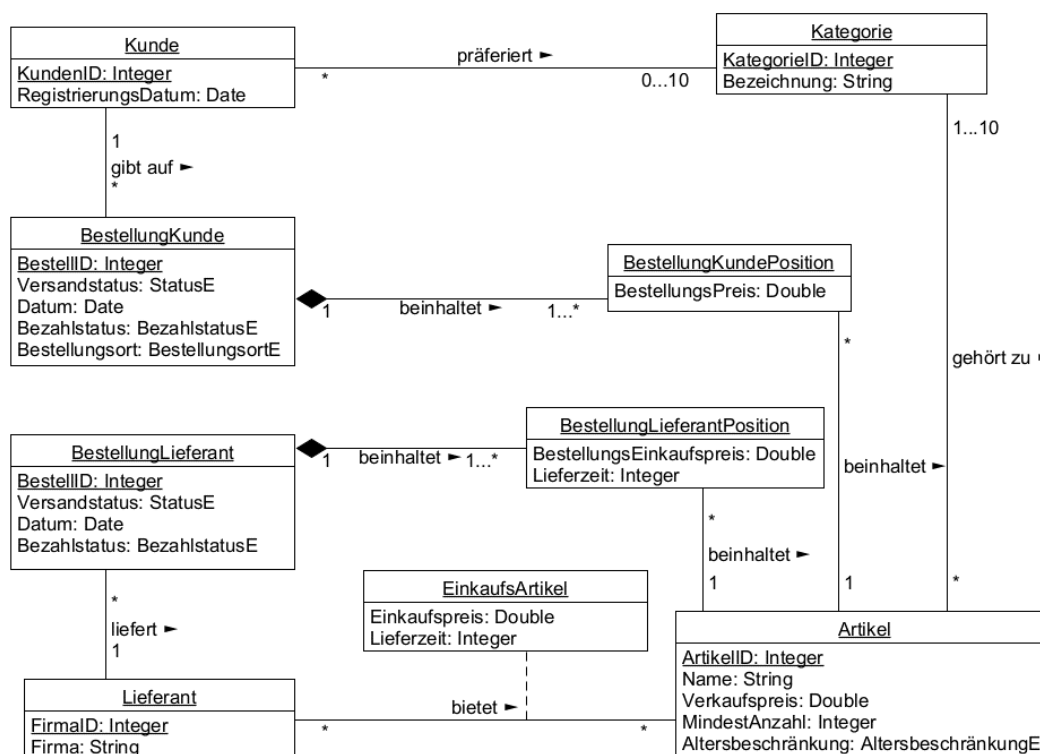 Kunde
KundenID: Integer
RegistrierungsDatum: Date
präferiert ►
*
0...10
Kategorie
KategorieID: Integer
Bezeichnung: String
1
gibt auf ►
*
1...10
BestellungKunde
BestellID: Integer
Versandstatus: StatusE
Datum: Date
Bezahlstatus: BezahlstatusE
Bestellungsort: BestellungsortE
1
beinhaltet ►
1...*
BestellungKundePosition
BestellungsPreis: Double
*
beinhaltet ►
1
gehört zu
*
BestellungLieferant
BestellID: Integer
Versandstatus: StatusE
Datum: Date
Bezahlstatus: BezahlstatusE
1
beinhaltet ►
1...*
BestellungLieferantPosition
BestellungsEinkaufspreis: Double
Lieferzeit: Integer
*
beinhaltet ►
1
*
liefert ►
1
EinkaufsArtikel
Einkaufspreis: Double
Lieferzeit: Integer
Lieferant
FirmaID: Integer
Firma: String
*
bietet ►
*
Artikel
ArtikelID: Integer
Name: String
Verkaufspreis: Double
MindestAnzahl: Integer
Altersbeschränkung: AltersbeschränkungE